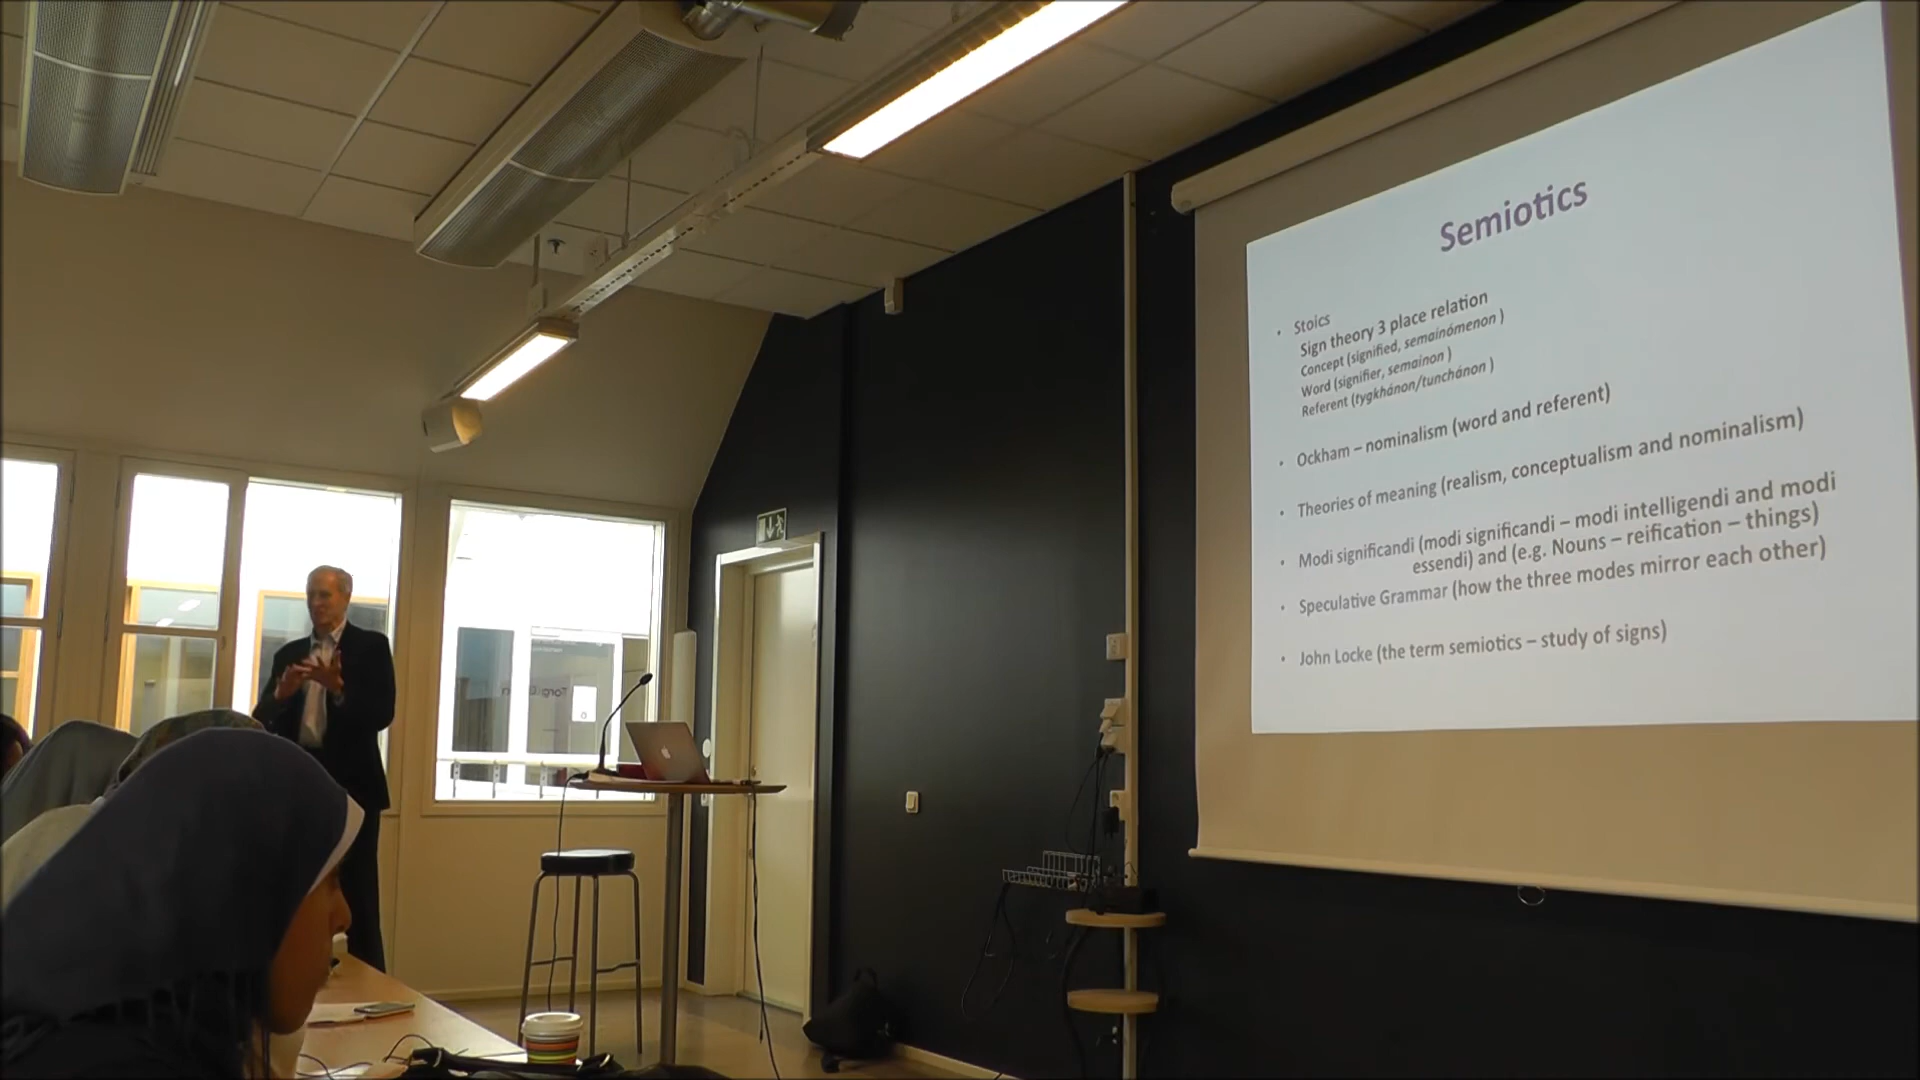 Semiotics
• Stoics
Sign theory 3 place relation
Concept (signified, semainómenon )
Word (signifier, semainon )
Referent (tygkhánon/tunchánon )
• Ockham – nominalism (word and referent)
• Theories of meaning (realism, conceptualism and nominalism)
• Modi significandi (modi significandi – modi intelligendi and modi
essendi) and (e.g. Nouns – reification – things)
• Speculative Grammar (how the three modes mirror each other)
• John Locke (the term semiotics – study of signs)